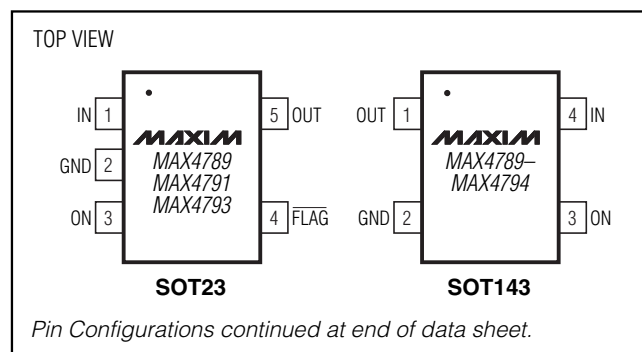 TOP VIEW
IN 1
GND 2
ON 3
MAXIM
MAX4789
MAX4791
MAX4793
5 OUT
4 FLAG
SOT23
OUT 1
GND 2
MAXIM
MAX4789–
MAX4794
4 IN
3 ON
SOT143
Pin Configurations continued at end of data sheet.